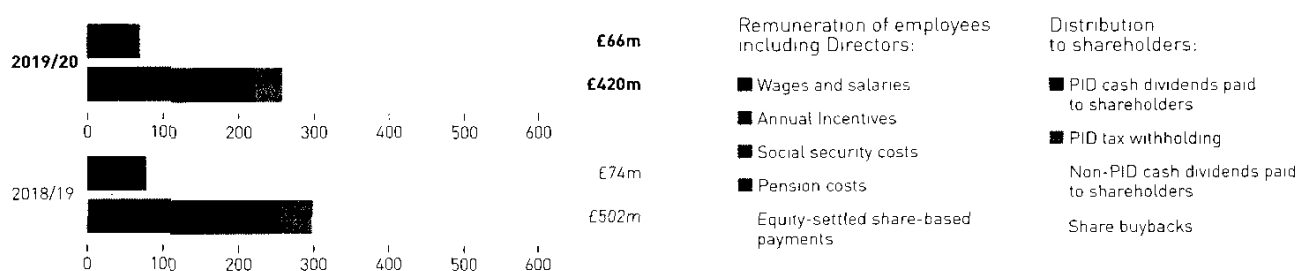 2019/20
£66m
£420m
0 100 200 300 400 500 600
2018/19
£74m
£502m
0 100 200 300 400 500 600
Remuneration of employees
including Directors:
Wages and salaries
Annual Incentives
Social security costs
Pension costs
Equity-settled share-based
payments
Distribution
to shareholders:
PID cash dividends paid
to shareholders
PID tax withholding
Non-PID cash dividends paid
to shareholders
Share buybacks